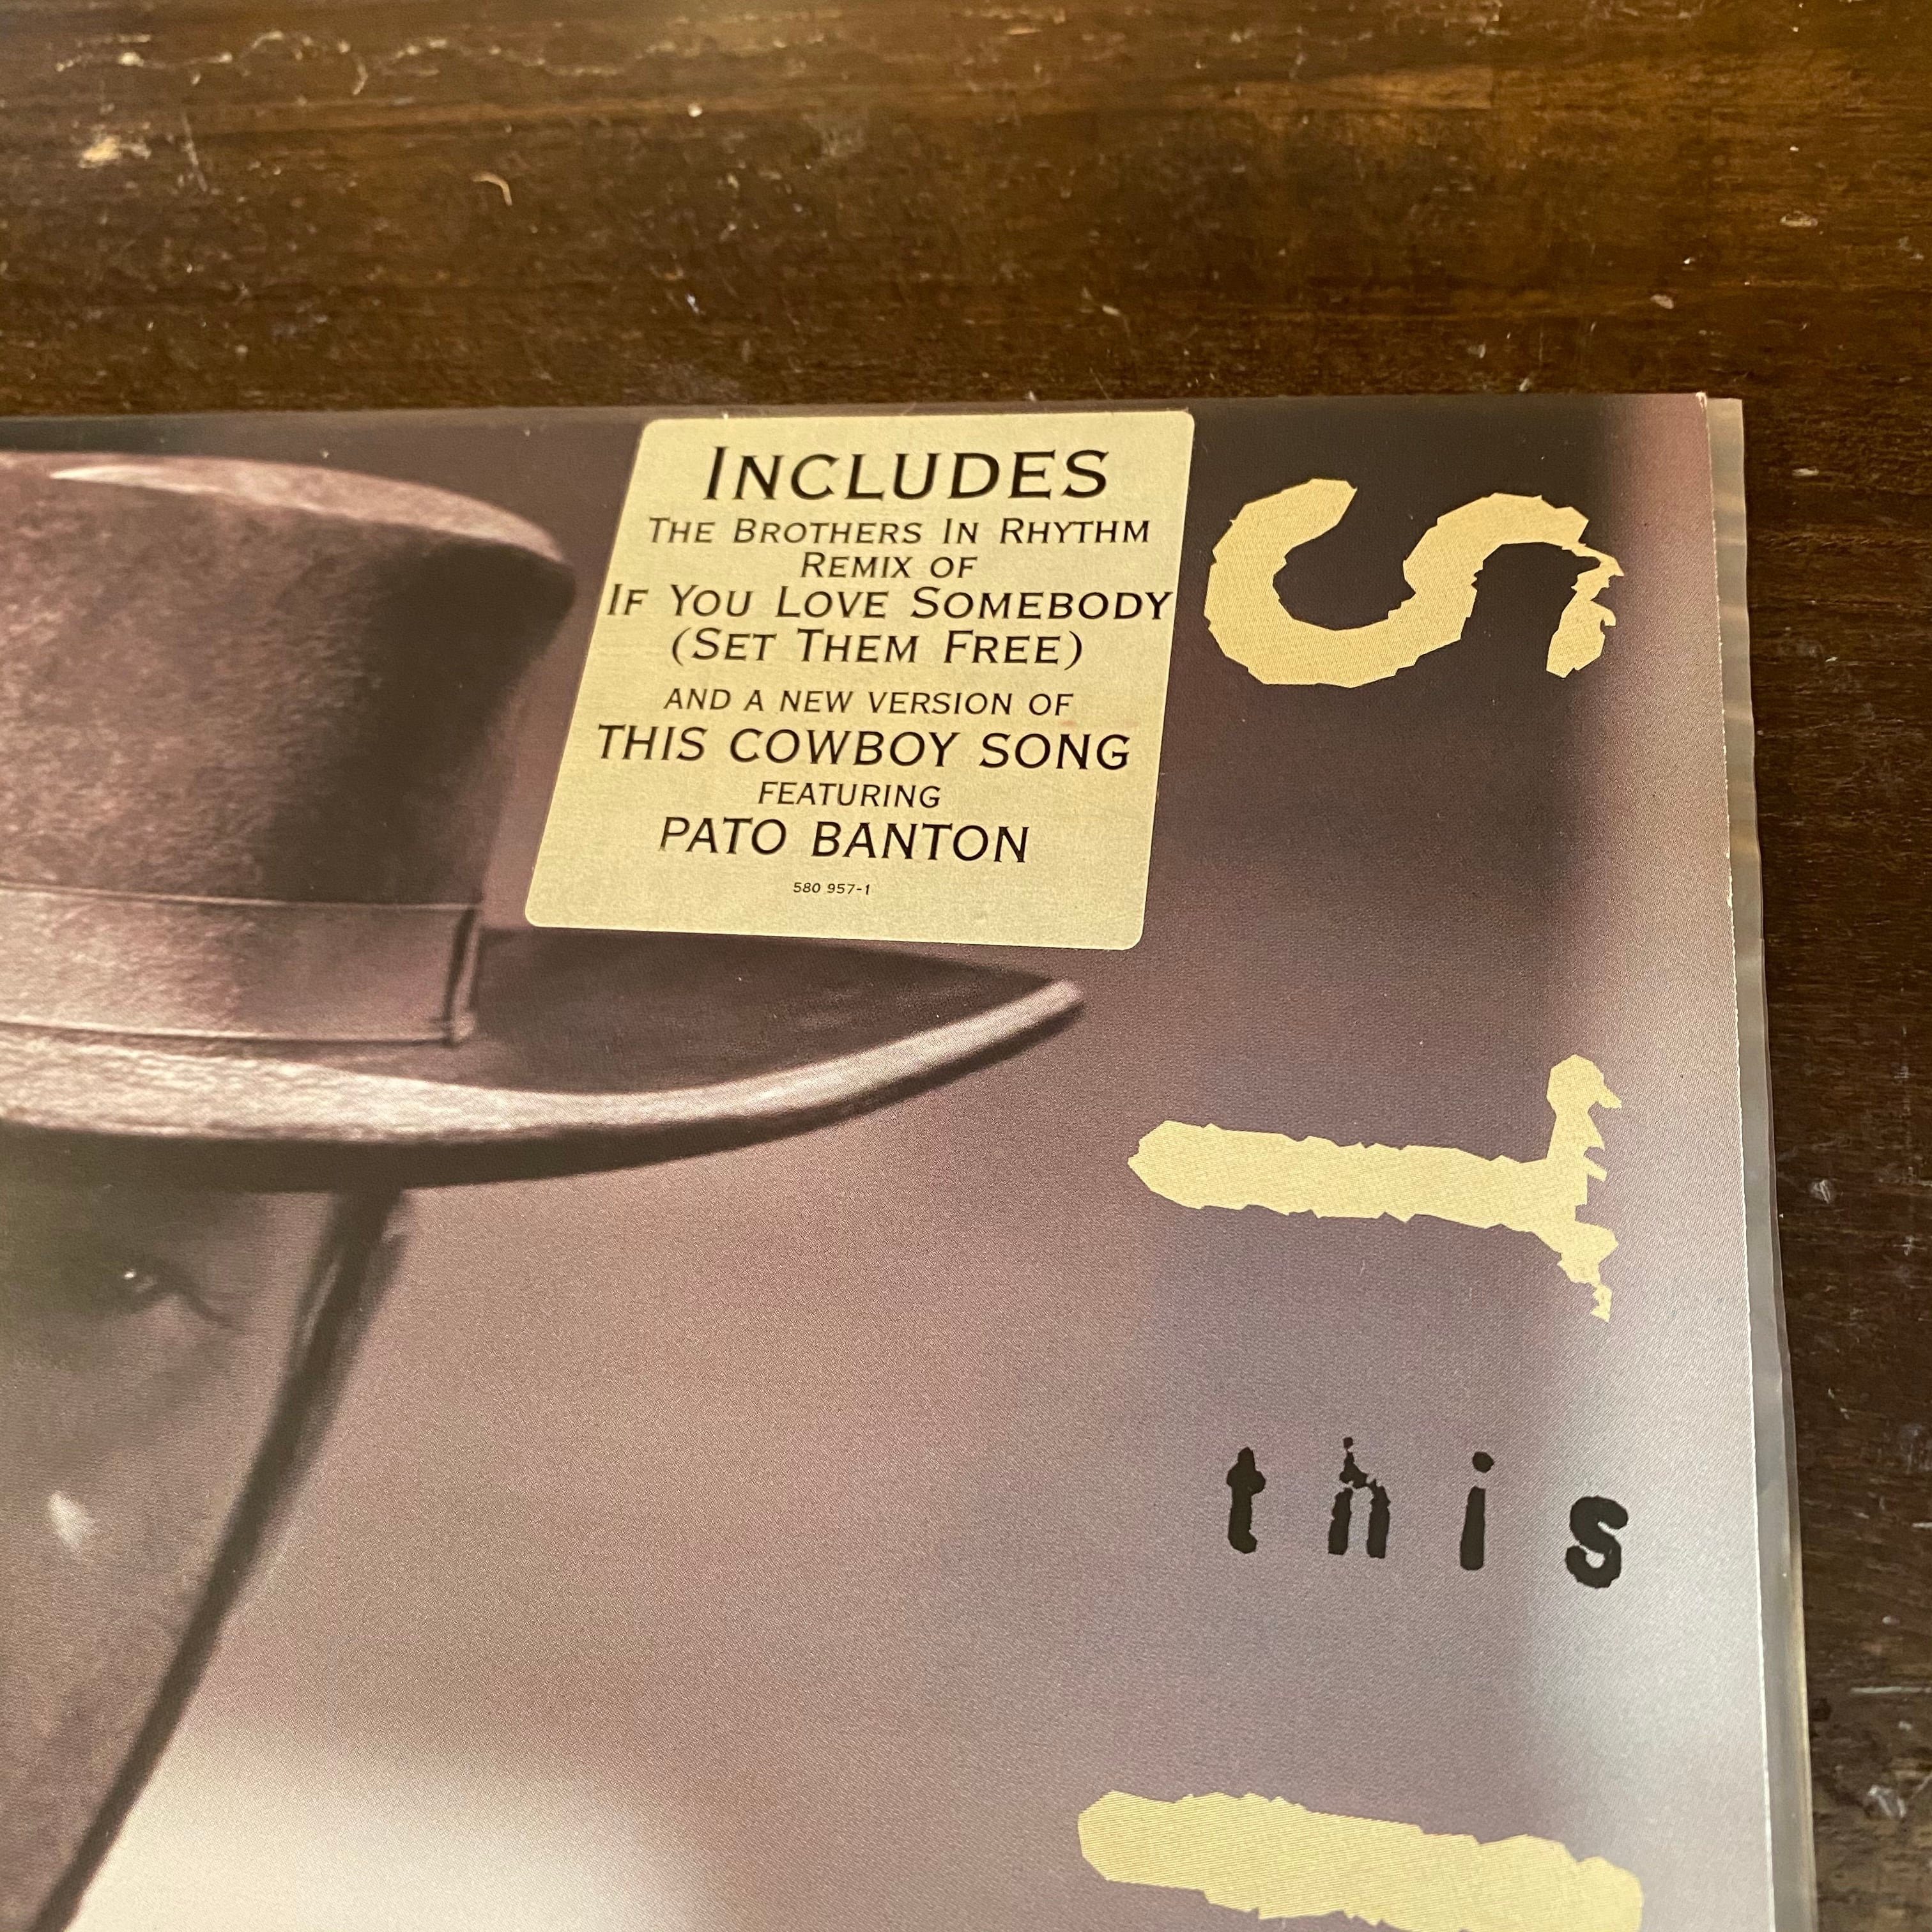 INCLUDES
THE BROTHERS IN RHYTHM
REMIX OF
IF YOU LOVE SOMEBODY
(SET THEM FREE)
AND A NEW VERSION OF
THIS COWBOY SONG
FEATURING
PATO BANTON
580 957-1
S
T
this
I